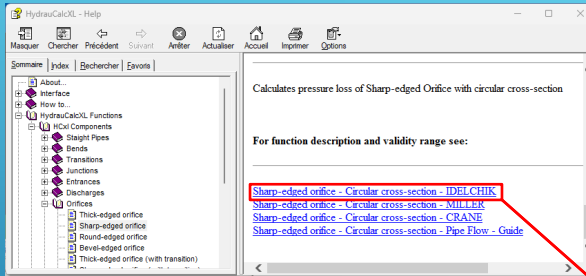 HydrauCalcXL - Help
Masquer Chercher Précédent Suivant Arrêter Actualiser Accueil Imprimer Options
Sommaire Index Rechercher Favoris
About...
Interface
How to...
HydrauCalcXL Functions
HCxl Components
Staight Pipes
Bends
Transitions
Junctions
Entrances
Discharges
Orifices
Thick-edged orifice
Sharp-edged orifice
Round-edged orifice
Bevel-edged orifice
Thick-edged orifice (with transition)
Calculates pressure loss of Sharp-edged Orifice with circular cross-section
For function description and validity range see:
Sharp-edged orifice - Circular cross-section - IDELCHIK
Sharp-edged orifice - Circular cross-section - MILLER
Sharp-edged orifice - Circular cross-section - CRANE
Sharp-edged orifice - Circular cross-section - Pipe Flow - Guide